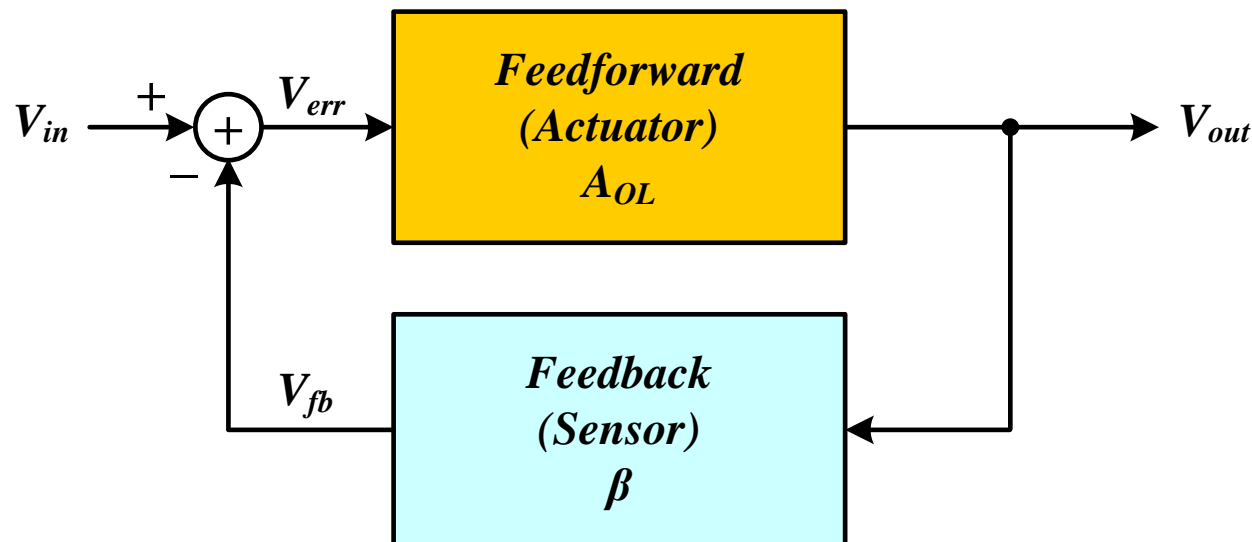 V_in
+
+
−
V_err
Feedforward
(Actuator)
A_OL
V_out
V_fb
Feedback
(Sensor)
β